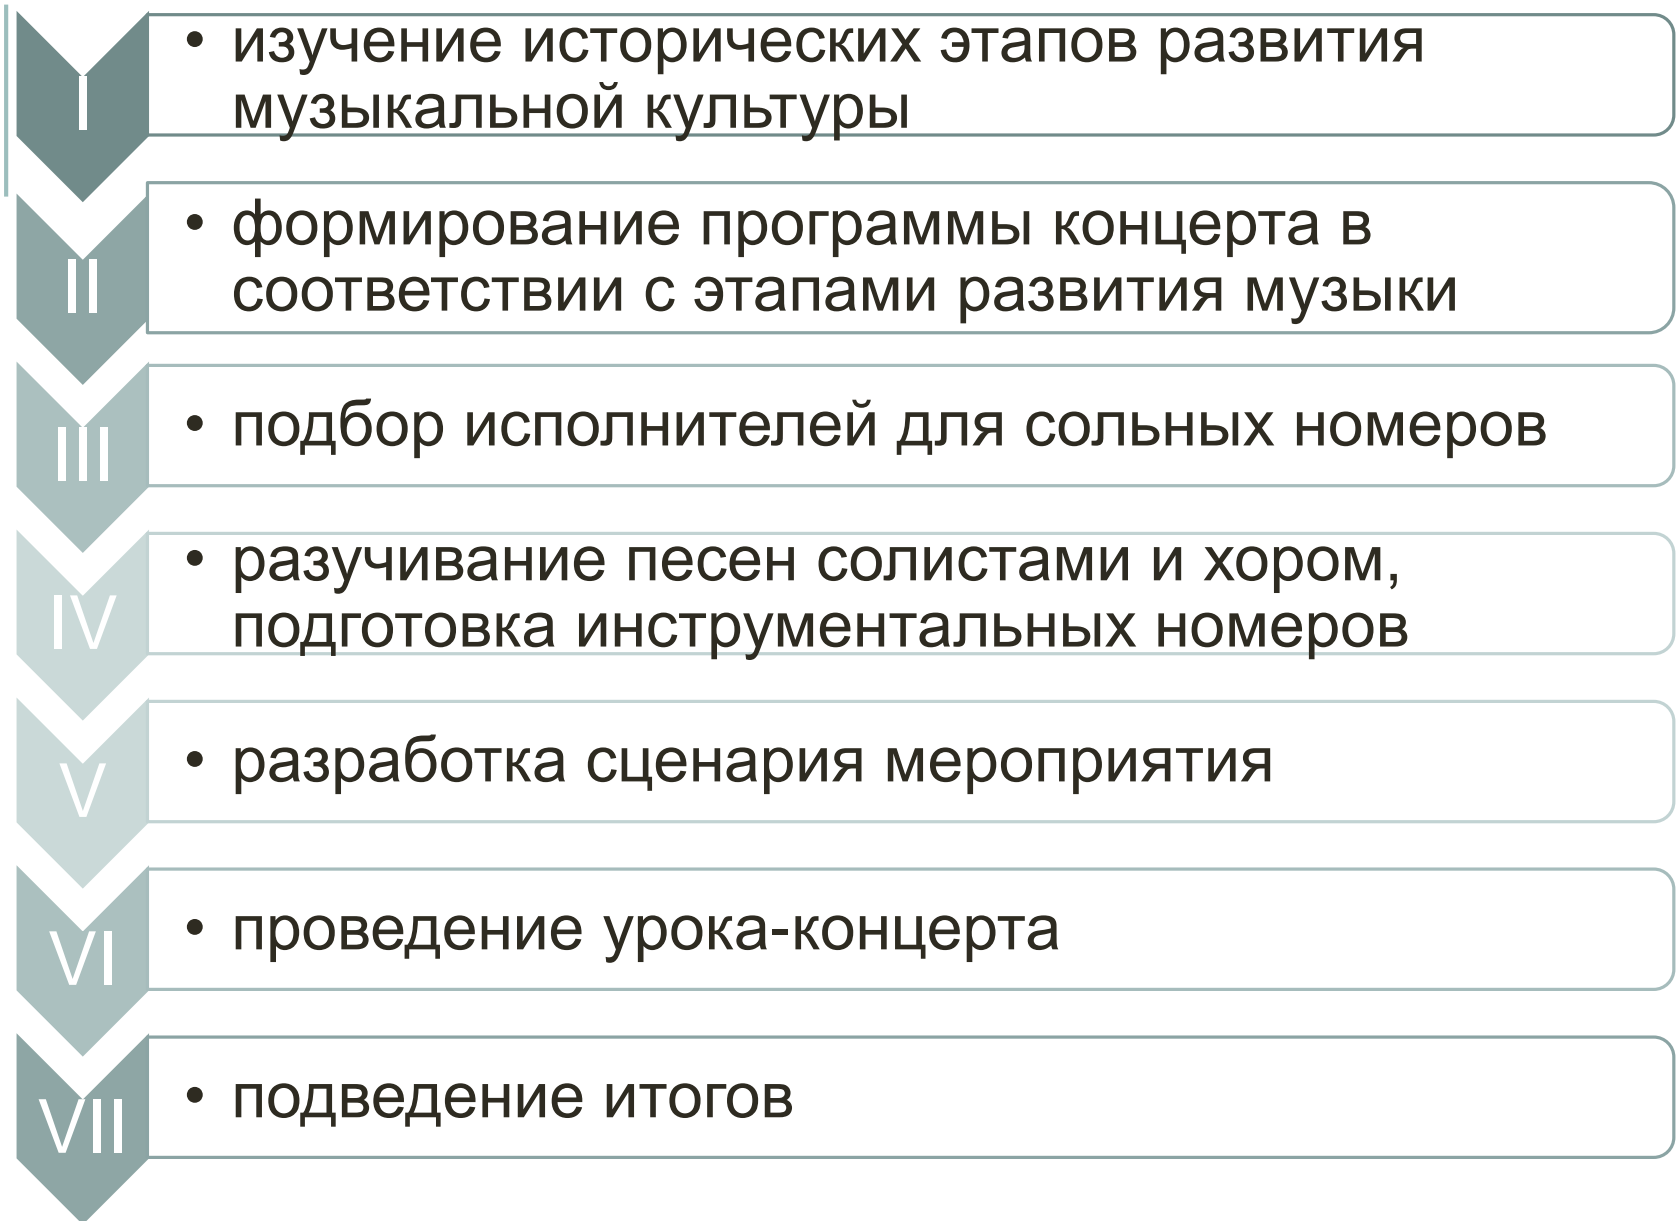 I
• изучение исторических этапов развития
музыкальной культуры
II
• формирование программы концерта в
соответствии с этапами развития музыки
III
• подбор исполнителей для сольных номеров
IV
• разучивание песен солистами и хором,
подготовка инструментальных номеров
V
• разработка сценария мероприятия
VI
• проведение урока-концерта
VII
• подведение итогов